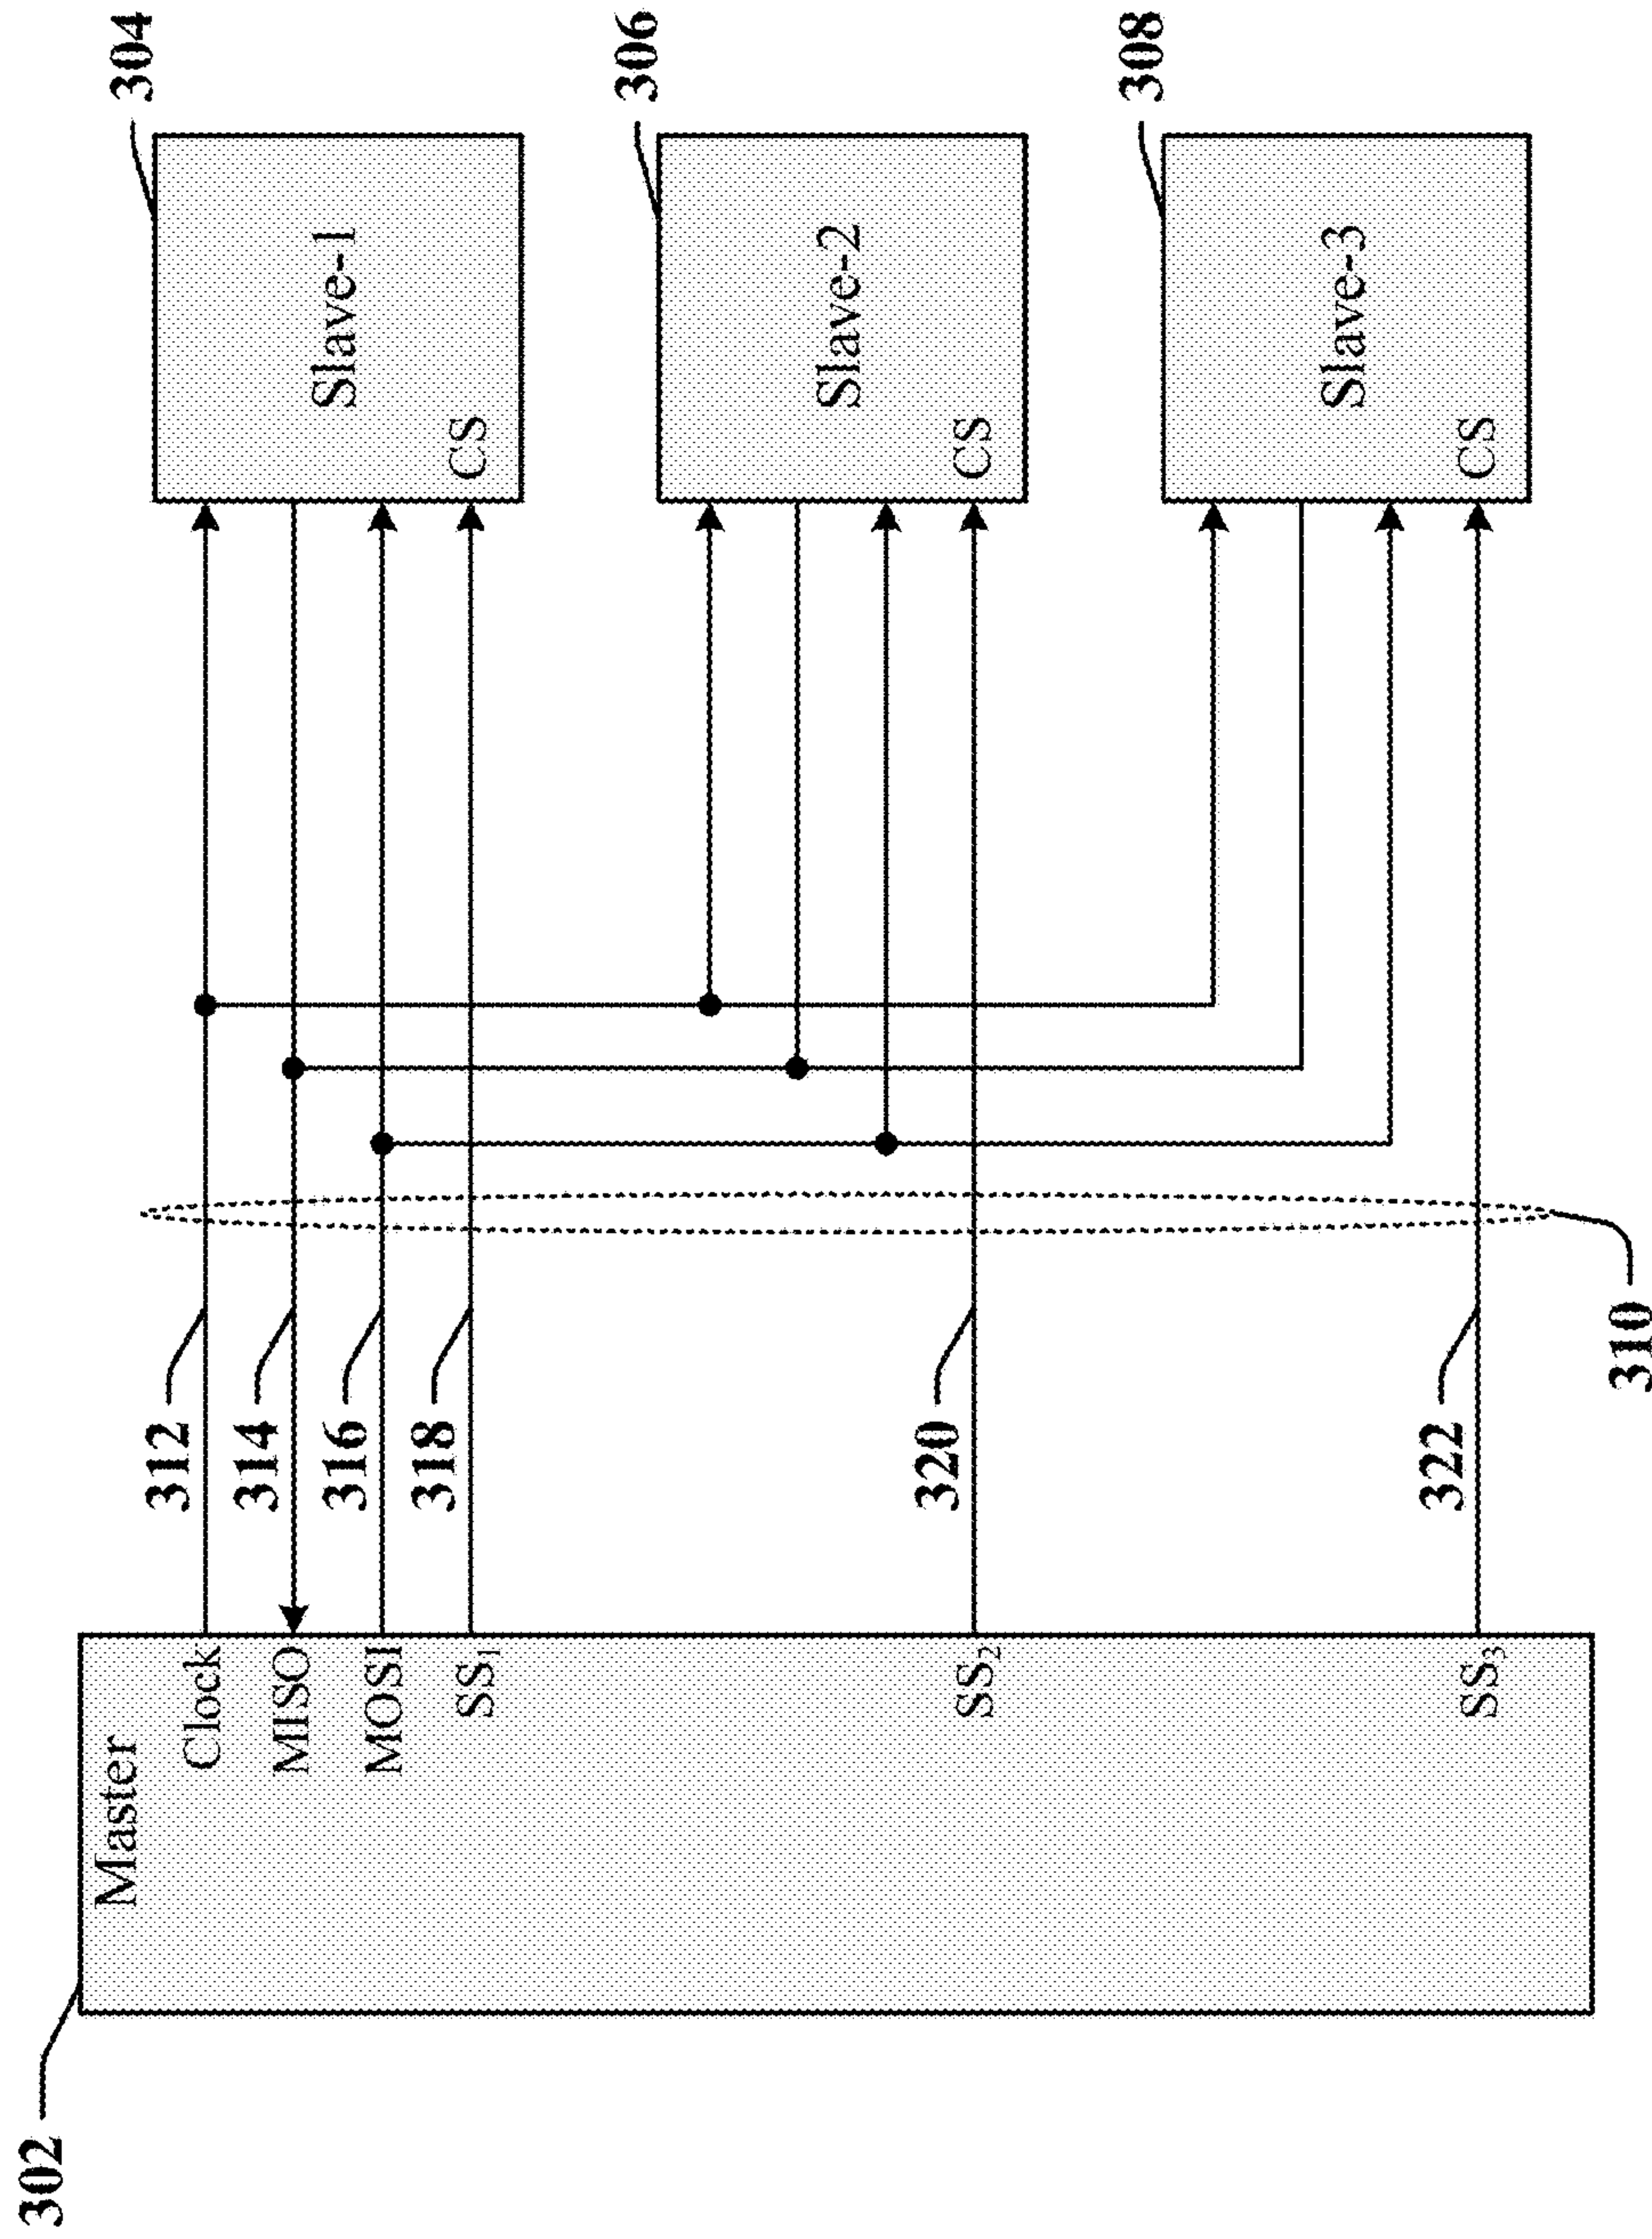 302
Master
Clock
MISO
MOSI
SS₁
SS₂
SS₃
312
314
316
318
320
322
310
304
Slave-1
CS
306
Slave-2
CS
308
Slave-3
CS